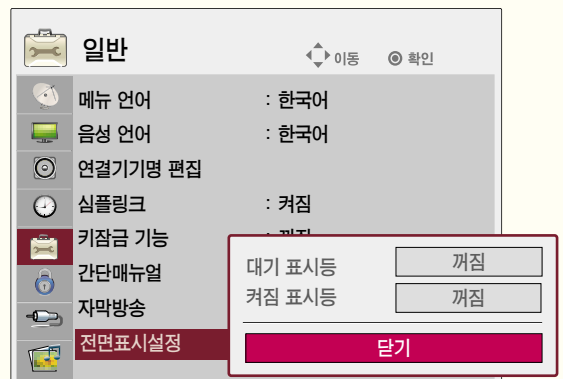 일반
이동 확인
메뉴 언어 : 한국어
음성 언어 : 한국어
연결기기명 편집
심플링크 : 켜짐
키잠금 기능
간단매뉴얼
자막방송
전면표시설정
대기 표시등 꺼짐
켜짐 표시등 꺼짐
닫기